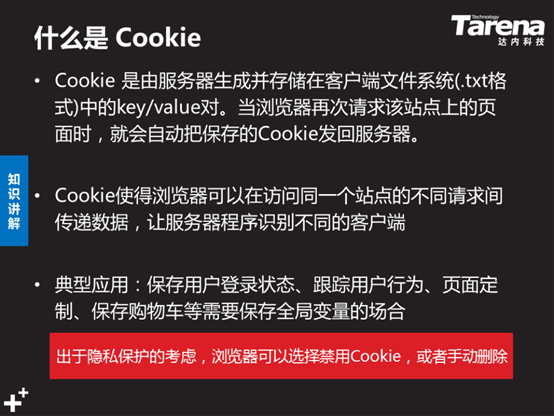 什么是 Cookie
Technology
Tarena
达内科技
• Cookie 是由服务器生成并存储在客户端文件系统(.txt格
式)中的key/value对。当浏览器再次请求该站点上的页
面时，就会自动把保存的Cookie发回服务器。
知识讲解
• Cookie使得浏览器可以在访问同一个站点的不同请求间
传递数据，让服务器程序识别不同的客户端
• 典型应用：保存用户登录状态、跟踪用户行为、页面定
制、保存购物车等需要保存全局变量的场合
出于隐私保护的考虑，浏览器可以选择禁用Cookie，或者手动删除